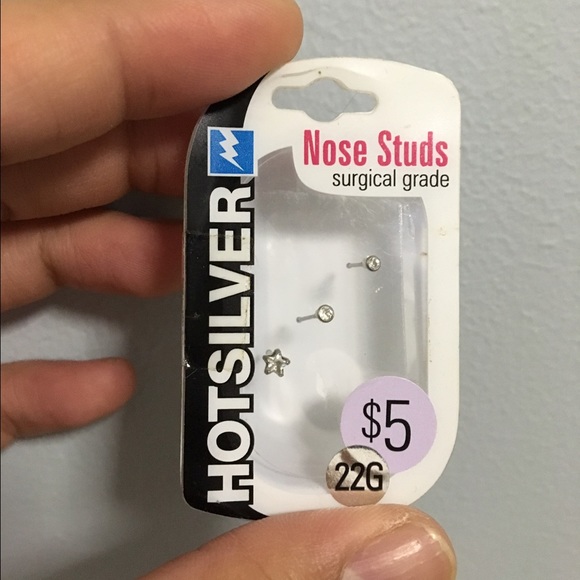 HOTSILVER
Nose Studs
surgical grade
$5
22G